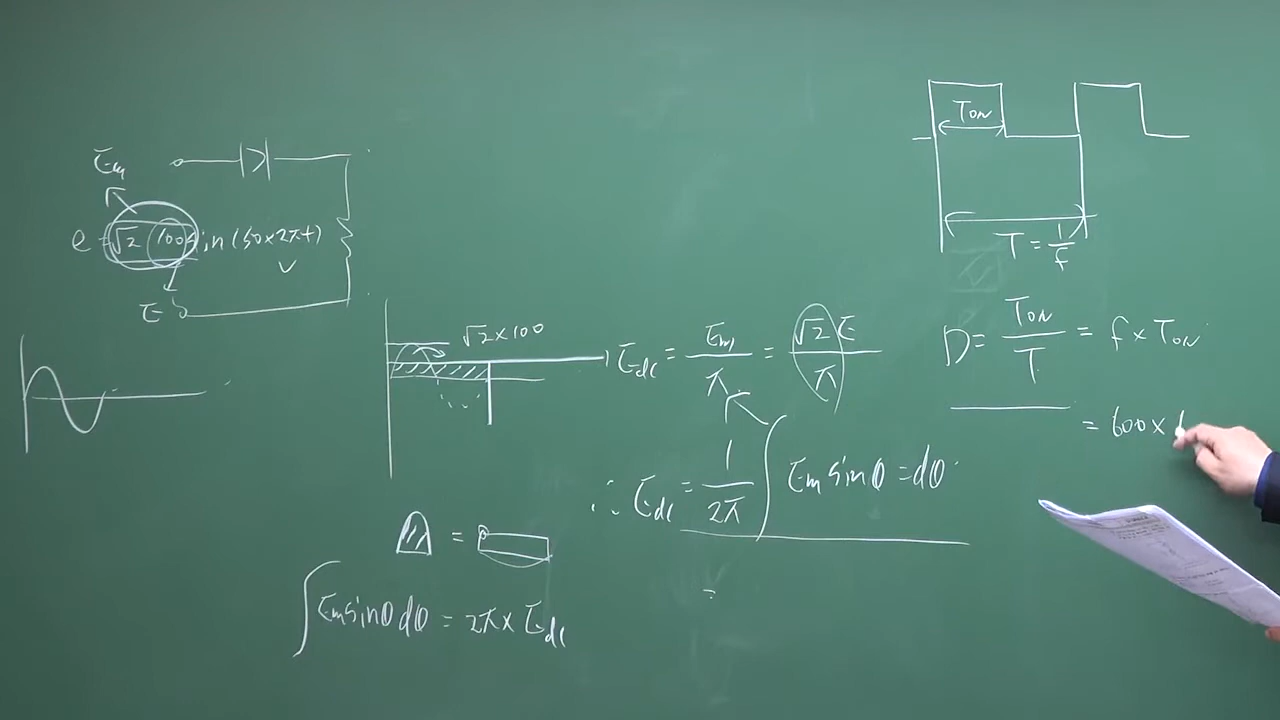 Em
e = √2 100 sin (50×2πt)
V
E
√2×100
Edc = Em/π = √2 E/π
∴ Edc = 1/2π ∫ Em sinθ = dθ
=
∫ Em sinθ dθ = 2π × Edc
TON
T = 1/f
D = TON/T = f × TON
= 600 ×